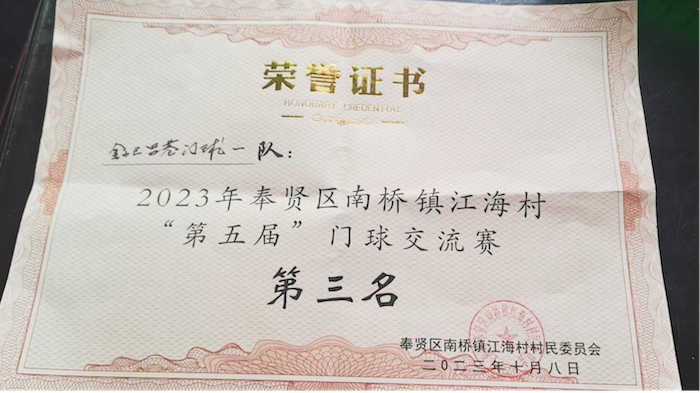 荣誉证书
HONORARY CREDENTIAL
门球一队：
2023年奉贤区南桥镇江海村
“第五届”门球交流赛
第三名
奉贤区南桥镇江海村村民委员会
二〇二三年十月八日